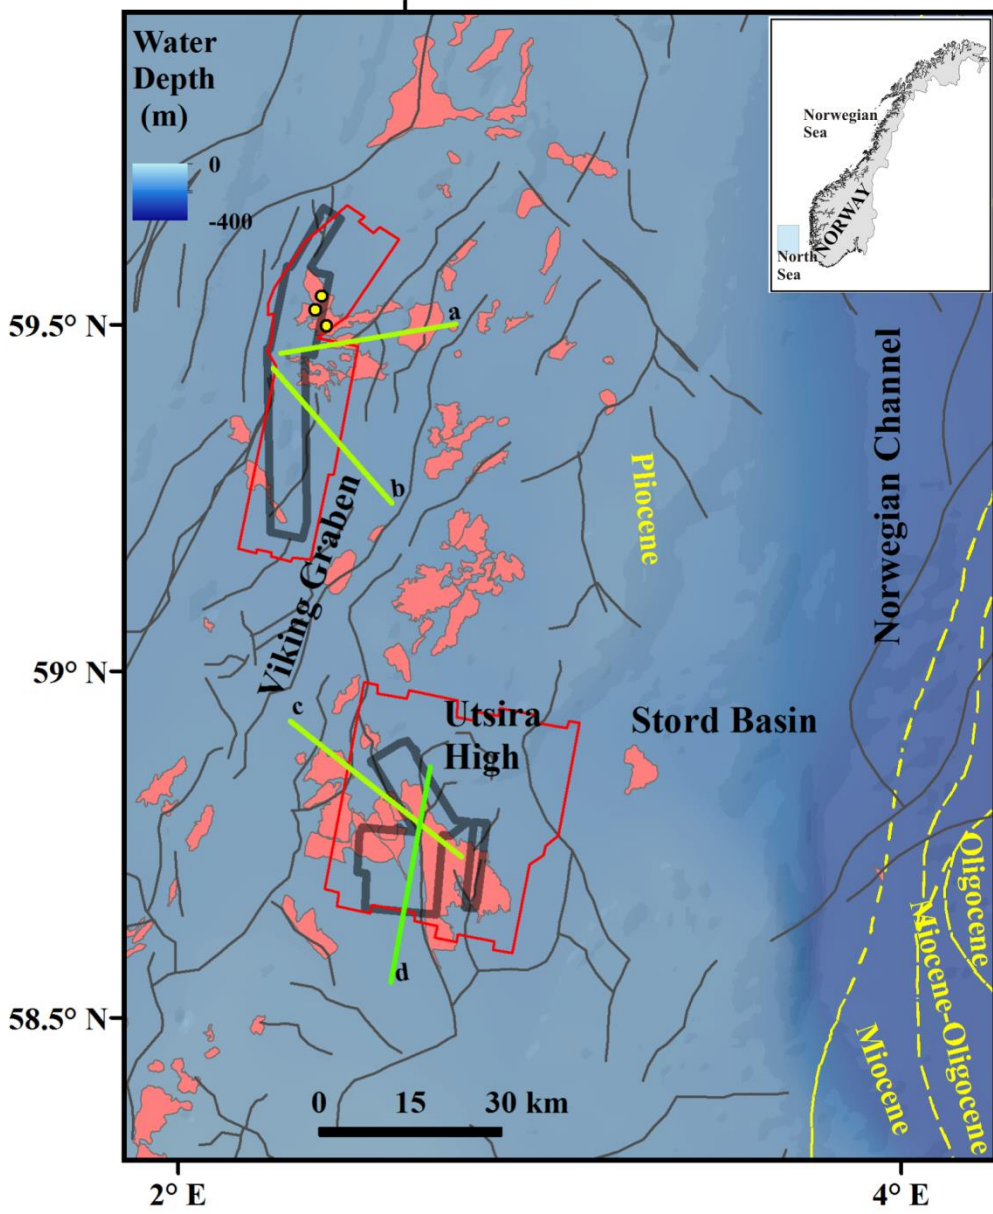 Water
Depth
(m)
0
-400
Norwegian
Sea
NORWAY
North
Sea
59.5° N
a
b
Pliocene
Norwegian Channel
Viking Graben
59° N
c
Utsira
High
Stord Basin
d
Oligocene
Miocene-Oligocene
Miocene
58.5° N
0 15 30 km
2° E
4° E